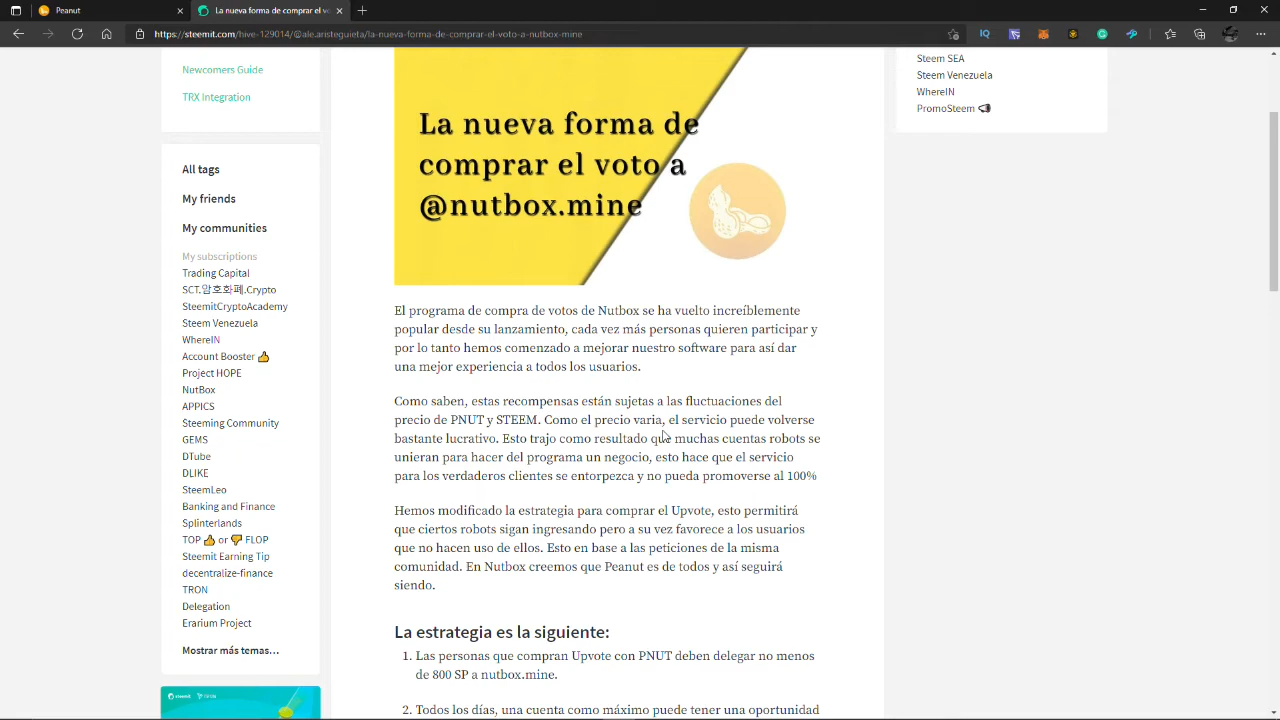 Peanut
La nueva forma de comprar el vo
https://steemit.com/hive-129014/@ale.aristeguieta/la-nueva-forma-de-comprar-el-voto-a-nutbox-mine
Newcomers Guide
TRX Integration
All tags
My friends
My communities
My subscriptions
Trading Capital
SCT.암호화폐.Crypto
SteemitCryptoAcademy
Steem Venezuela
WhereIN
Account Booster 👍
Project HOPE
NutBox
APPICS
Steeming Community
GEMS
DTube
DLIKE
SteemLeo
Banking and Finance
Splinterlands
TOP 👍 or 👎 FLOP
Steemit Earning Tip
decentralize-finance
TRON
Delegation
Erarium Project
Mostrar más temas...
steemit
La nueva forma de
comprar el voto a
@nutbox.mine
El programa de compra de votos de Nutbox se ha vuelto increíblemente
popular desde su lanzamiento, cada vez más personas quieren participar y
por lo tanto hemos comenzado a mejorar nuestro software para así dar
una mejor experiencia a todos los usuarios.
Como saben, estas recompensas están sujetas a las fluctuaciones del
precio de PNUT y STEEM. Como el precio varia, el servicio puede volverse
bastante lucrativo. Esto trajo como resultado que muchas cuentas robots se
unieran para hacer del programa un negocio, esto hace que el servicio
para los verdaderos clientes se entorpezca y no pueda promoverse al 100%
Hemos modificado la estrategia para comprar el Upvote, esto permitirá
que ciertos robots sigan ingresando pero a su vez favorece a los usuarios
que no hacen uso de ellos. Esto en base a las peticiones de la misma
comunidad. En Nutbox creemos que Peanut es de todos y así seguirá
siendo.
La estrategia es la siguiente:
1. Las personas que compran Upvote con PNUT deben delegar no menos
de 800 SP a nutbox.mine.
2. Todos los días, una cuenta como máximo puede tener una oportunidad
Steem SEA
Steem Venezuela
WhereIN
PromoSteem 📢